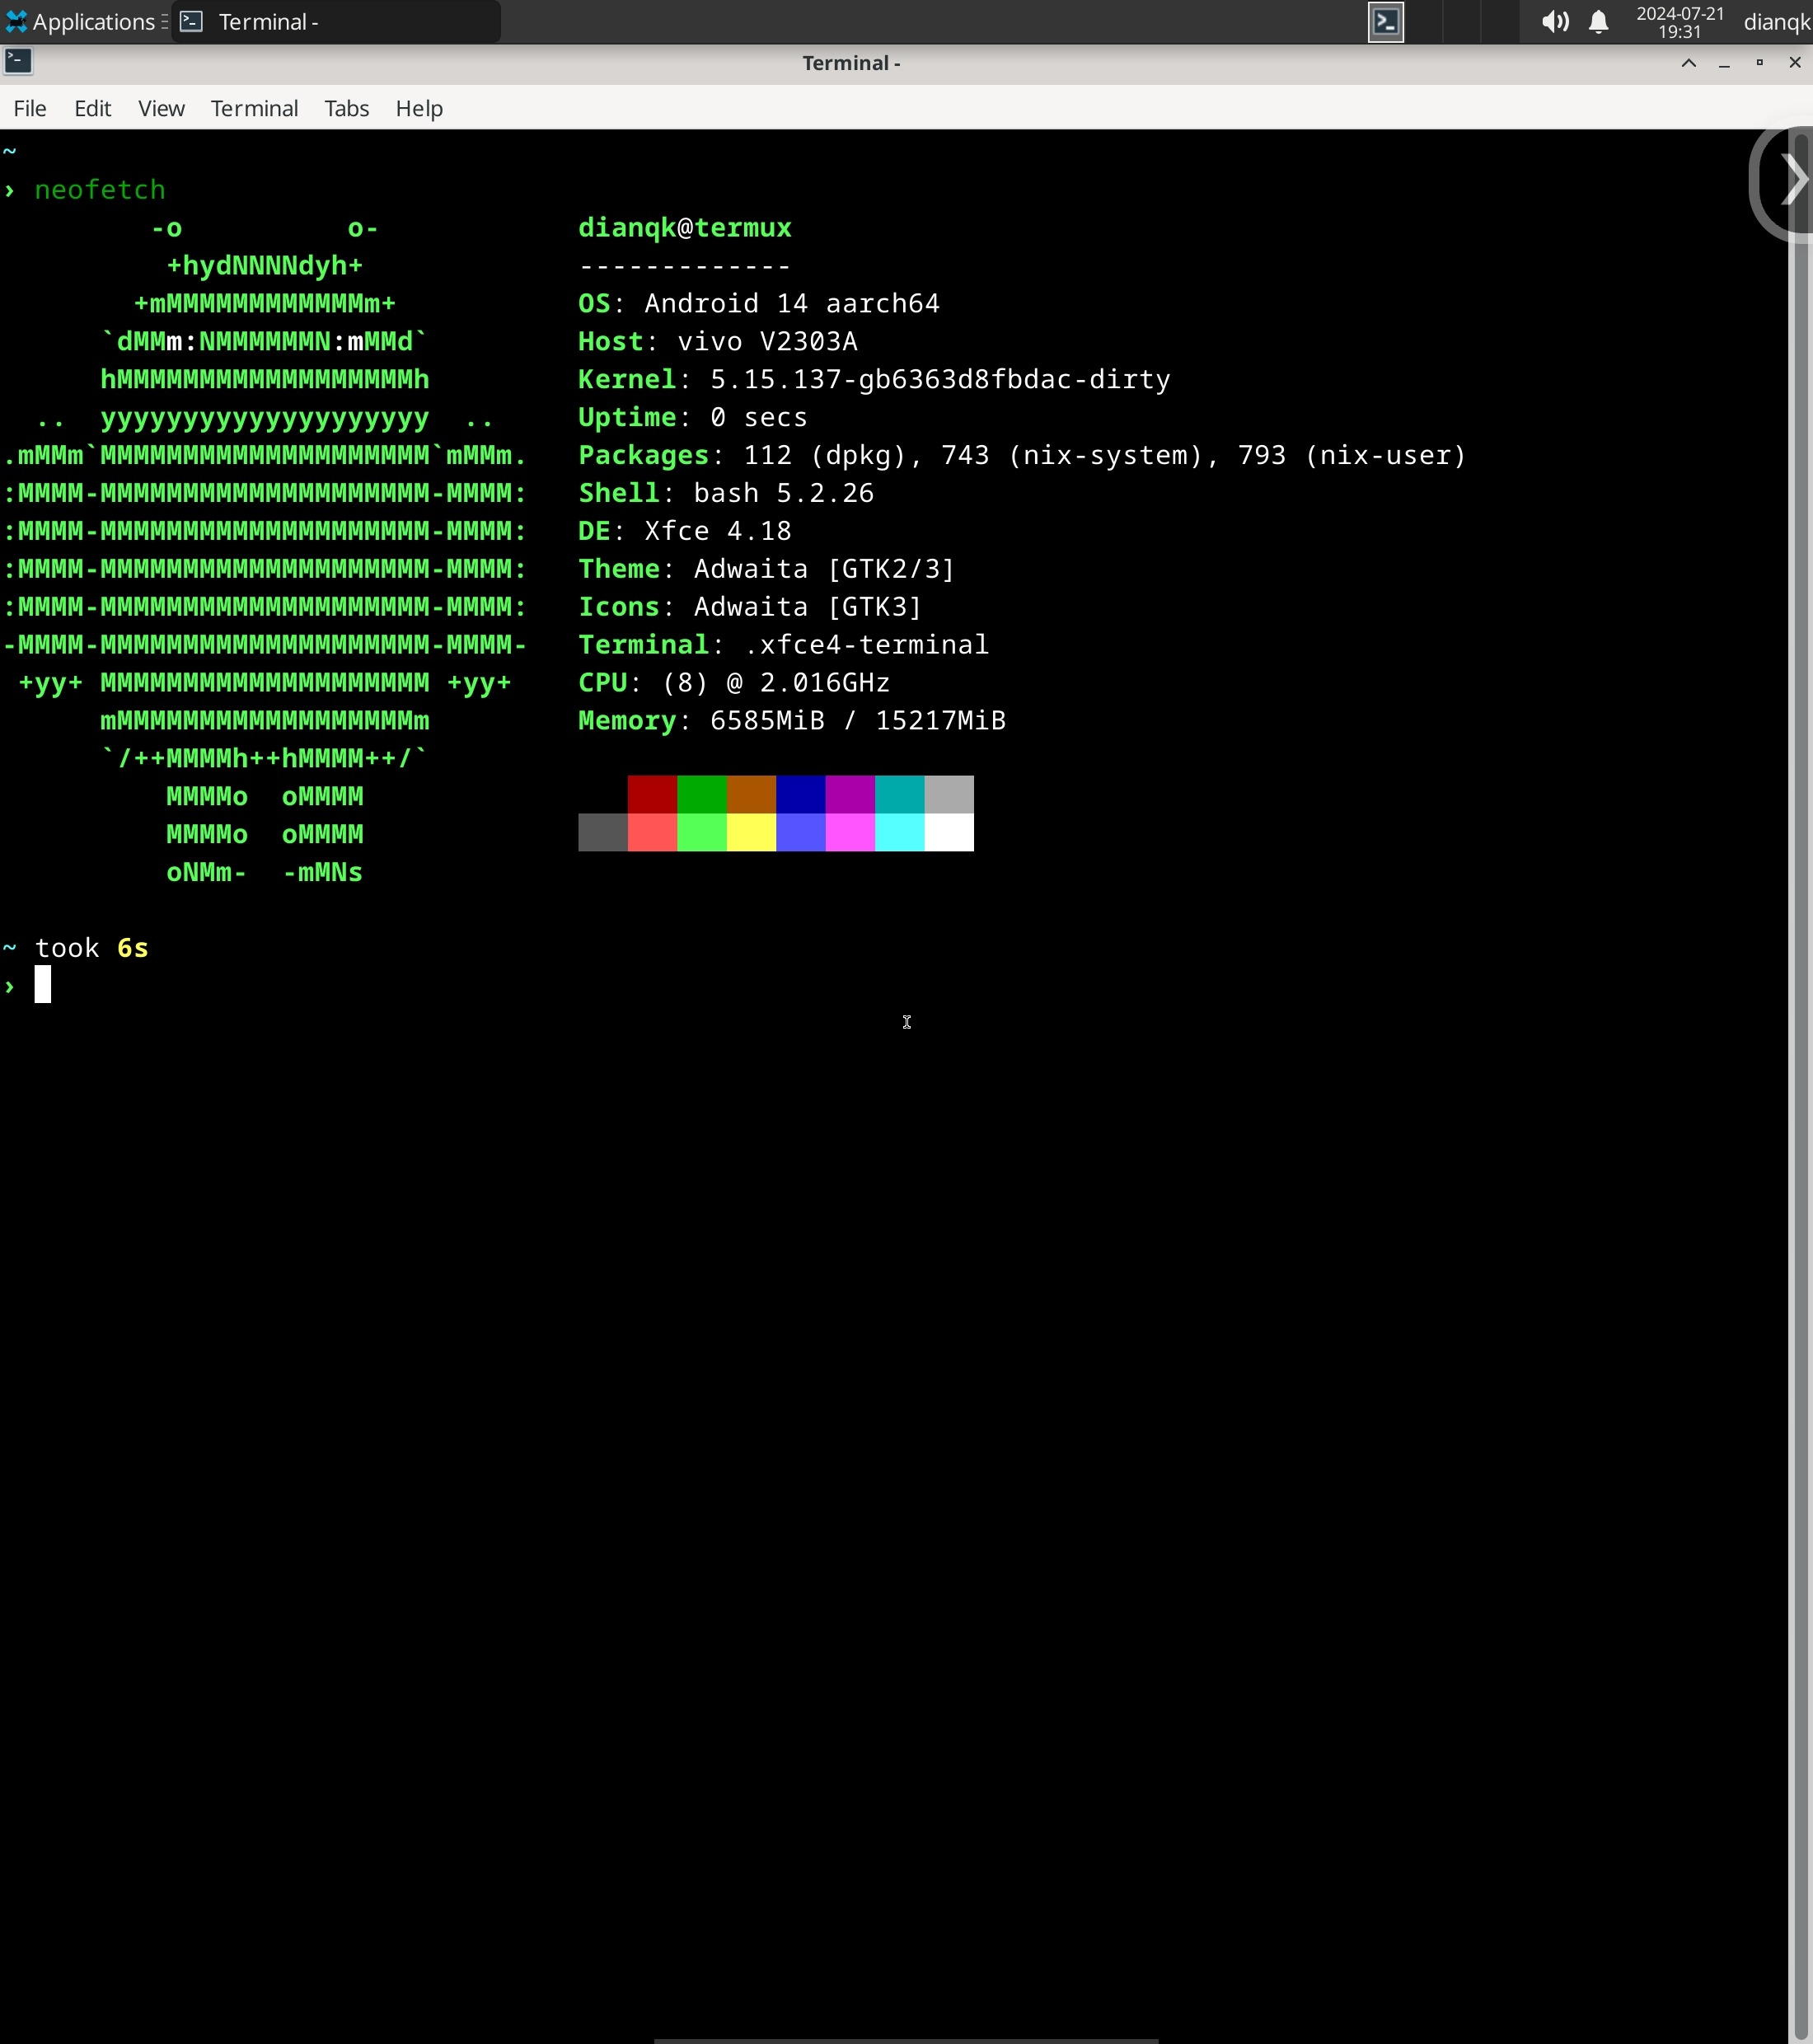 Applications Terminal - 2024-07-21 dianqk
19:31
Terminal -
File Edit View Terminal Tabs Help
~
› neofetch
-o          o-
+hydNNNNdyh+
+mMMMMMMMMMMMMm+
`dMMm:NMMMMMMN:mMMd`
hMMMMMMMMMMMMMMMMMMh
..  yyyyyyyyyyyyyyyyyyyy  ..
.mMMm`MMMMMMMMMMMMMMMMMMMM`mMMm.
:MMMM-MMMMMMMMMMMMMMMMMMMM-MMMM:
:MMMM-MMMMMMMMMMMMMMMMMMMM-MMMM:
:MMMM-MMMMMMMMMMMMMMMMMMMM-MMMM:
:MMMM-MMMMMMMMMMMMMMMMMMMM-MMMM:
-MMMM-MMMMMMMMMMMMMMMMMMMM-MMMM-
+yy+ MMMMMMMMMMMMMMMMMMMM +yy+
mMMMMMMMMMMMMMMMMMMm
`/++MMMMh++hMMMM++/`
MMMMo  oMMMM
MMMMo  oMMMM
oNMm-  -mMNs
dianqk@termux
-------------
OS: Android 14 aarch64
Host: vivo V2303A
Kernel: 5.15.137-gb6363d8fbdac-dirty
Uptime: 0 secs
Packages: 112 (dpkg), 743 (nix-system), 793 (nix-user)
Shell: bash 5.2.26
DE: Xfce 4.18
Theme: Adwaita [GTK2/3]
Icons: Adwaita [GTK3]
Terminal: .xfce4-terminal
CPU: (8) @ 2.016GHz
Memory: 6585MiB / 15217MiB
~ took 6s
›